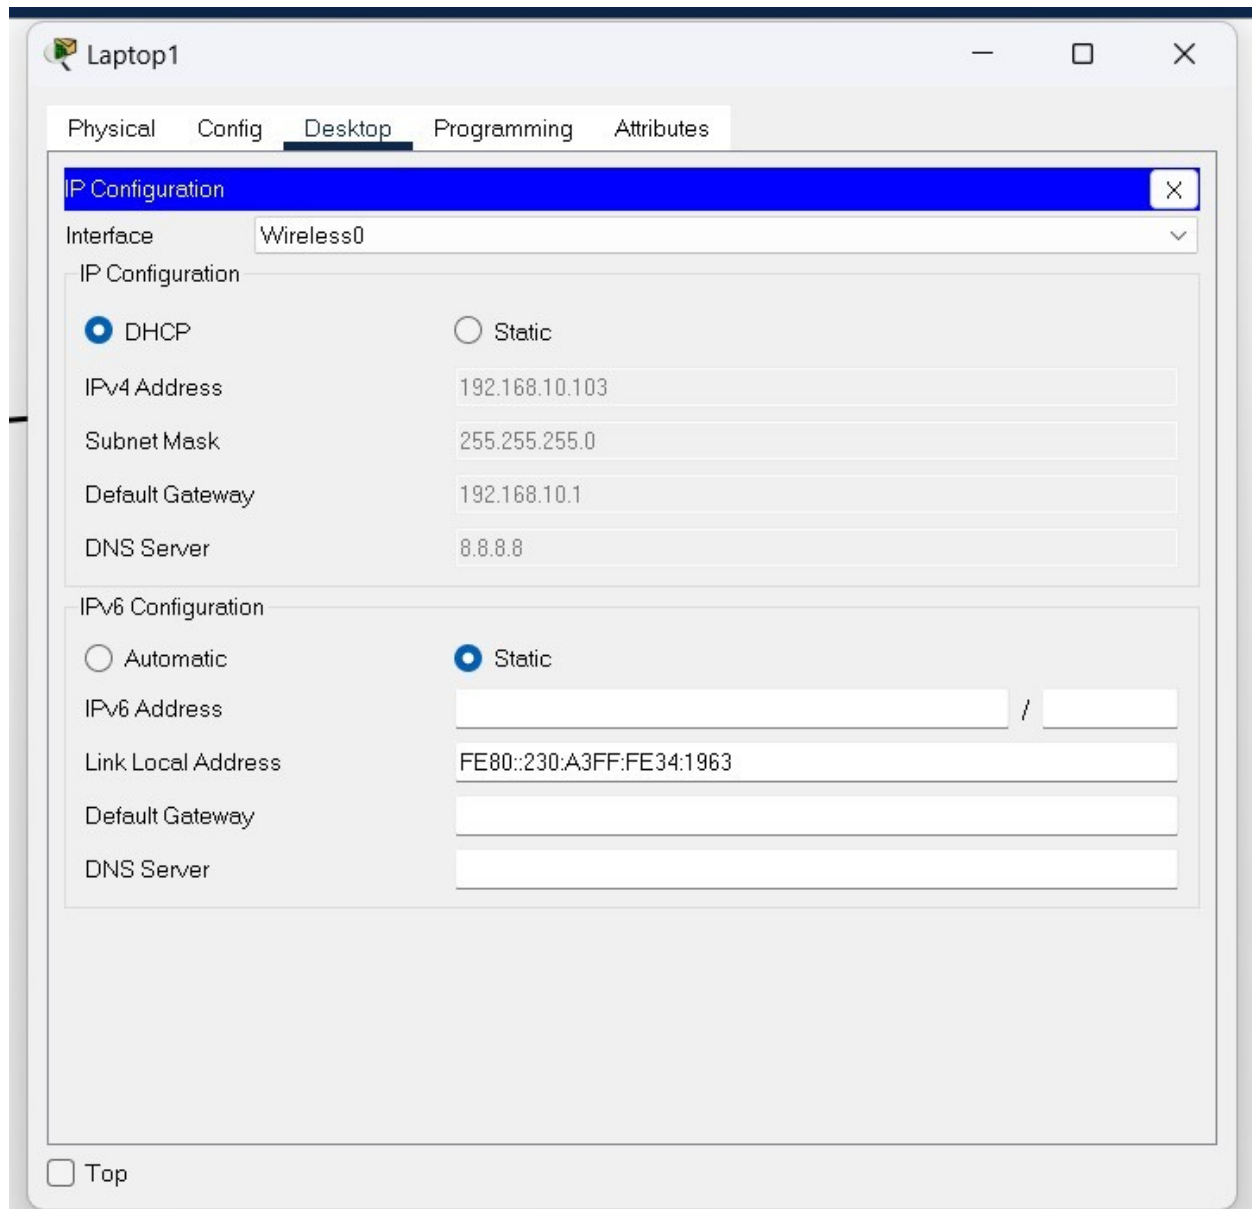 Laptop1
Physical Config Desktop Programming Attributes
IP Configuration X
Interface Wireless0
IP Configuration
DHCP Static
IPv4 Address 192.168.10.103
Subnet Mask 255.255.255.0
Default Gateway 192.168.10.1
DNS Server 8.8.8.8
IPv6 Configuration
Automatic Static
IPv6 Address /
Link Local Address FE80::230:A3FF:FE34:1963
Default Gateway
DNS Server
Top